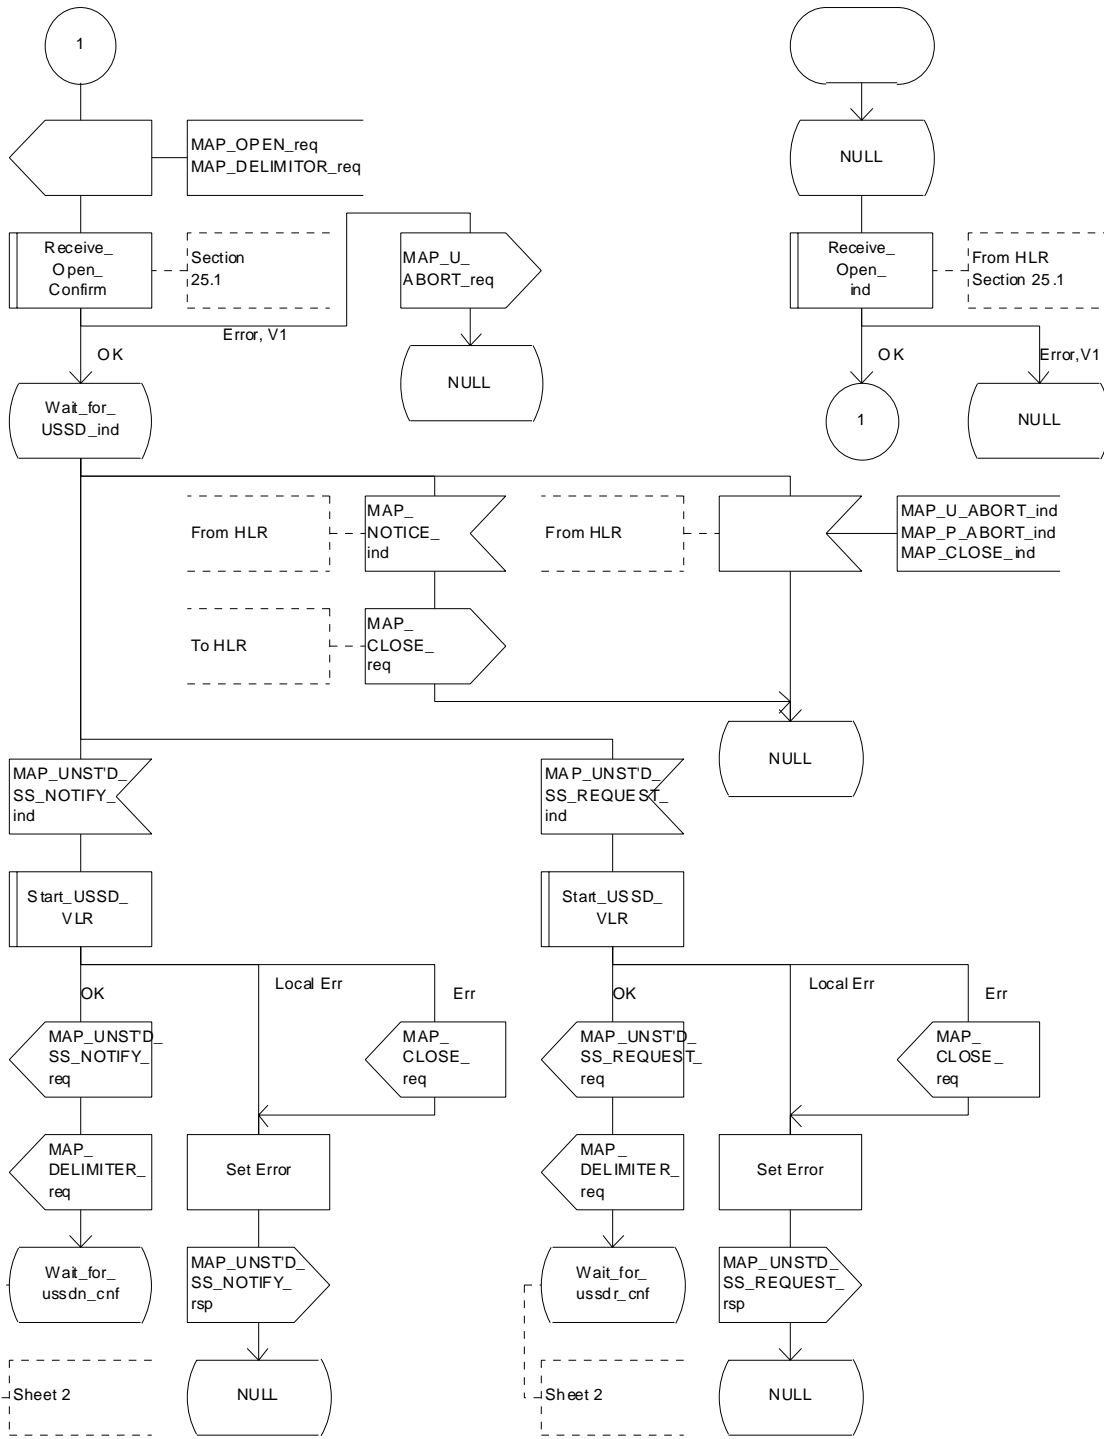 1
MAP_OPEN_req
MAP_DELIMITOR_req
NULL
Receive_
Open_
Confirm
Section
25.1
MAP_U_
ABORT_req
Receive_
Open_
ind
From HLR
Section 25.1
Error, V1
OK
NULL
OK
Error,V1
Wait_for_
USSD_ind
1
NULL
From HLR
MAP_
NOTICE_
ind
From HLR
MAP_U_ABORT_ind
MAP_P_ABORT_ind
MAP_CLOSE_ind
To HLR
MAP_
CLOSE_
req
NULL
MAP_UNST'D_
SS_NOTIFY_
ind
MAP_UNST'D_
SS_REQUEST_
ind
Start_USSD_
VLR
Start_USSD_
VLR
OK
Local Err
Err
OK
Local Err
Err
MAP_UNST'D_
SS_NOTIFY_
req
MAP_
CLOSE_
req
MAP_UNST'D_
SS_REQUEST_
req
MAP_
CLOSE_
req
MAP_
DELIMITER_
req
Set Error
MAP_
DELIMITER_
req
Set Error
Wait_for_
ussdn_cnf
MAP_UNST'D_
SS_NOTIFY_
rsp
Wait_for_
ussdr_cnf
MAP_UNST'D_
SS_REQUEST_
rsp
Sheet 2
NULL
Sheet 2
NULL